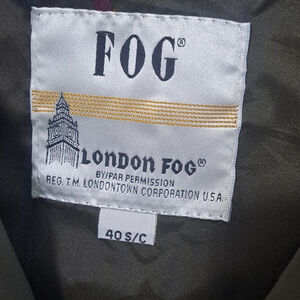 FOG®
LONDON FOG®
BY/PAR PERMISSION
REG. T.M. LONDONTOWN CORPORATION U.S.A.
40 S/C